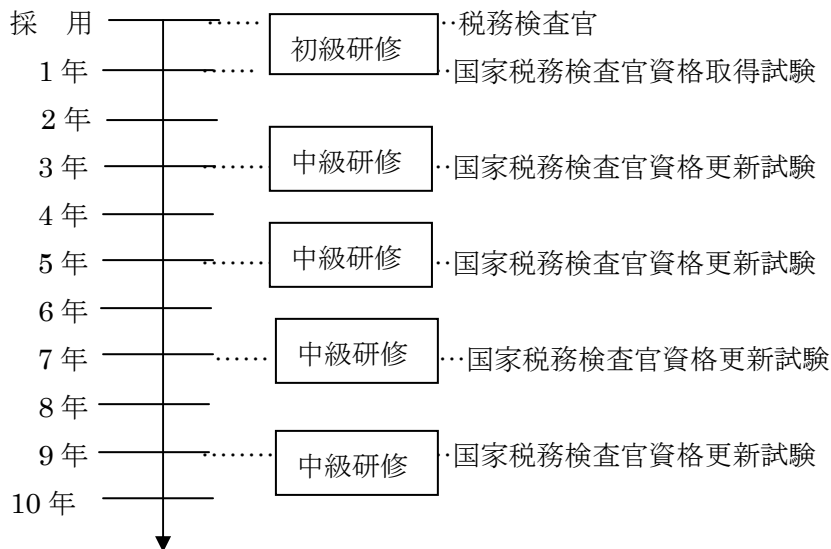 採　用 …… ‥税務検査官
初級研修
1 年 …… ‥国家税務検査官資格取得試験
2 年
3 年 ……‥ 中級研修 ‥国家税務検査官資格更新試験
4 年
5 年 ……‥ 中級研修 ‥国家税務検査官資格更新試験
6 年
7 年 …… 中級研修 …国家税務検査官資格更新試験
8 年
9 年 ……‥ 中級研修 ‥国家税務検査官資格更新試験
10 年